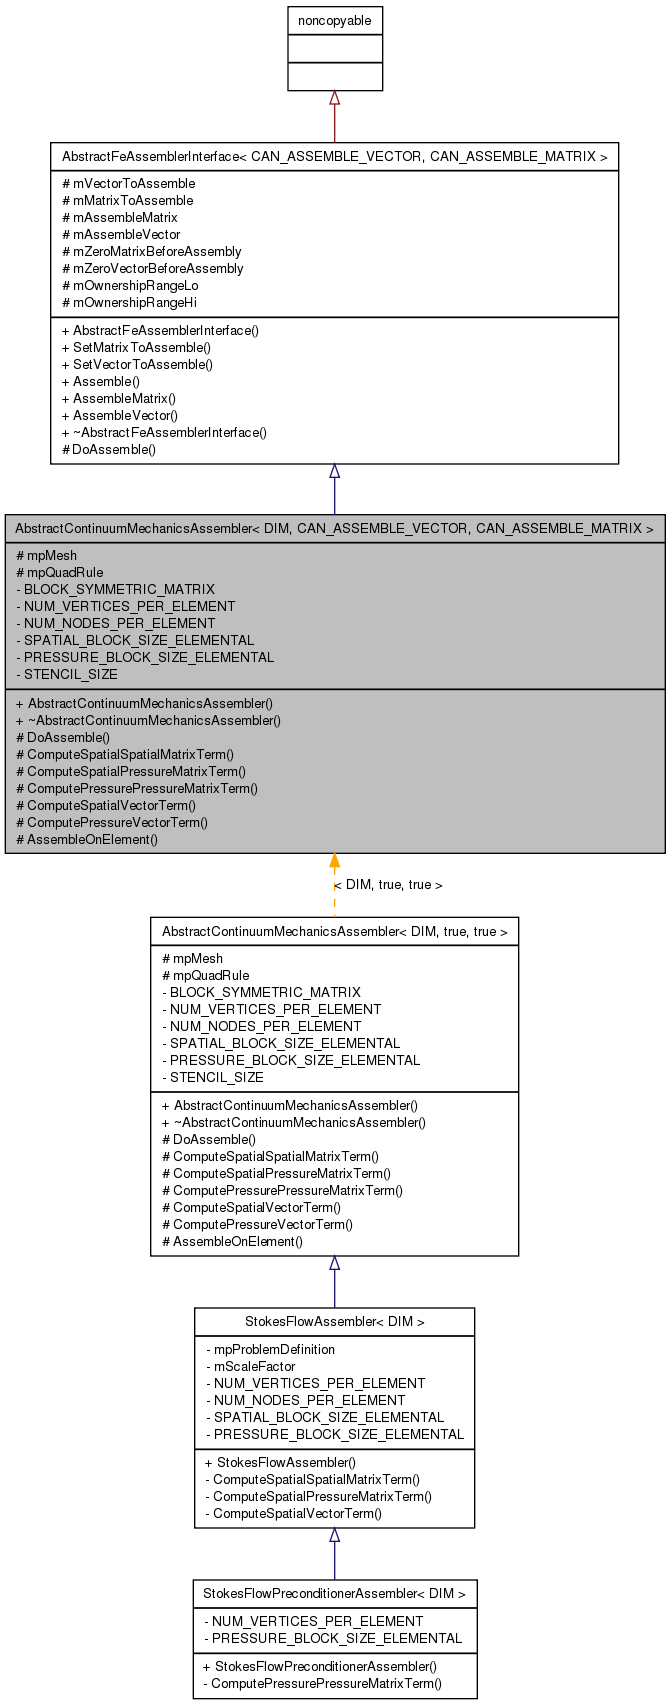 noncopyable
AbstractFeAssemblerInterface< CAN_ASSEMBLE_VECTOR, CAN_ASSEMBLE_MATRIX >
# mVectorToAssemble
# mMatrixToAssemble
# mAssembleMatrix
# mAssembleVector
# mZeroMatrixBeforeAssembly
# mZeroVectorBeforeAssembly
# mOwnershipRangeLo
# mOwnershipRangeHi
+ AbstractFeAssemblerInterface()
+ SetMatrixToAssemble()
+ SetVectorToAssemble()
+ Assemble()
+ AssembleMatrix()
+ AssembleVector()
+ ~AbstractFeAssemblerInterface()
# DoAssemble()
AbstractContinuumMechanicsAssembler< DIM, CAN_ASSEMBLE_VECTOR, CAN_ASSEMBLE_MATRIX >
# mpMesh
# mpQuadRule
- BLOCK_SYMMETRIC_MATRIX
- NUM_VERTICES_PER_ELEMENT
- NUM_NODES_PER_ELEMENT
- SPATIAL_BLOCK_SIZE_ELEMENTAL
- PRESSURE_BLOCK_SIZE_ELEMENTAL
- STENCIL_SIZE
+ AbstractContinuumMechanicsAssembler()
+ ~AbstractContinuumMechanicsAssembler()
# DoAssemble()
# ComputeSpatialSpatialMatrixTerm()
# ComputeSpatialPressureMatrixTerm()
# ComputePressurePressureMatrixTerm()
# ComputeSpatialVectorTerm()
# ComputePressureVectorTerm()
# AssembleOnElement()
< DIM, true, true >
AbstractContinuumMechanicsAssembler< DIM, true, true >
# mpMesh
# mpQuadRule
- BLOCK_SYMMETRIC_MATRIX
- NUM_VERTICES_PER_ELEMENT
- NUM_NODES_PER_ELEMENT
- SPATIAL_BLOCK_SIZE_ELEMENTAL
- PRESSURE_BLOCK_SIZE_ELEMENTAL
- STENCIL_SIZE
+ AbstractContinuumMechanicsAssembler()
+ ~AbstractContinuumMechanicsAssembler()
# DoAssemble()
# ComputeSpatialSpatialMatrixTerm()
# ComputeSpatialPressureMatrixTerm()
# ComputePressurePressureMatrixTerm()
# ComputeSpatialVectorTerm()
# ComputePressureVectorTerm()
# AssembleOnElement()
StokesFlowAssembler< DIM >
- mpProblemDefinition
- mScaleFactor
- NUM_VERTICES_PER_ELEMENT
- NUM_NODES_PER_ELEMENT
- SPATIAL_BLOCK_SIZE_ELEMENTAL
- PRESSURE_BLOCK_SIZE_ELEMENTAL
+ StokesFlowAssembler()
- ComputeSpatialSpatialMatrixTerm()
- ComputeSpatialPressureMatrixTerm()
- ComputeSpatialVectorTerm()
StokesFlowPreconditionerAssembler< DIM >
- NUM_VERTICES_PER_ELEMENT
- PRESSURE_BLOCK_SIZE_ELEMENTAL
+ StokesFlowPreconditionerAssembler()
- ComputePressurePressureMatrixTerm()